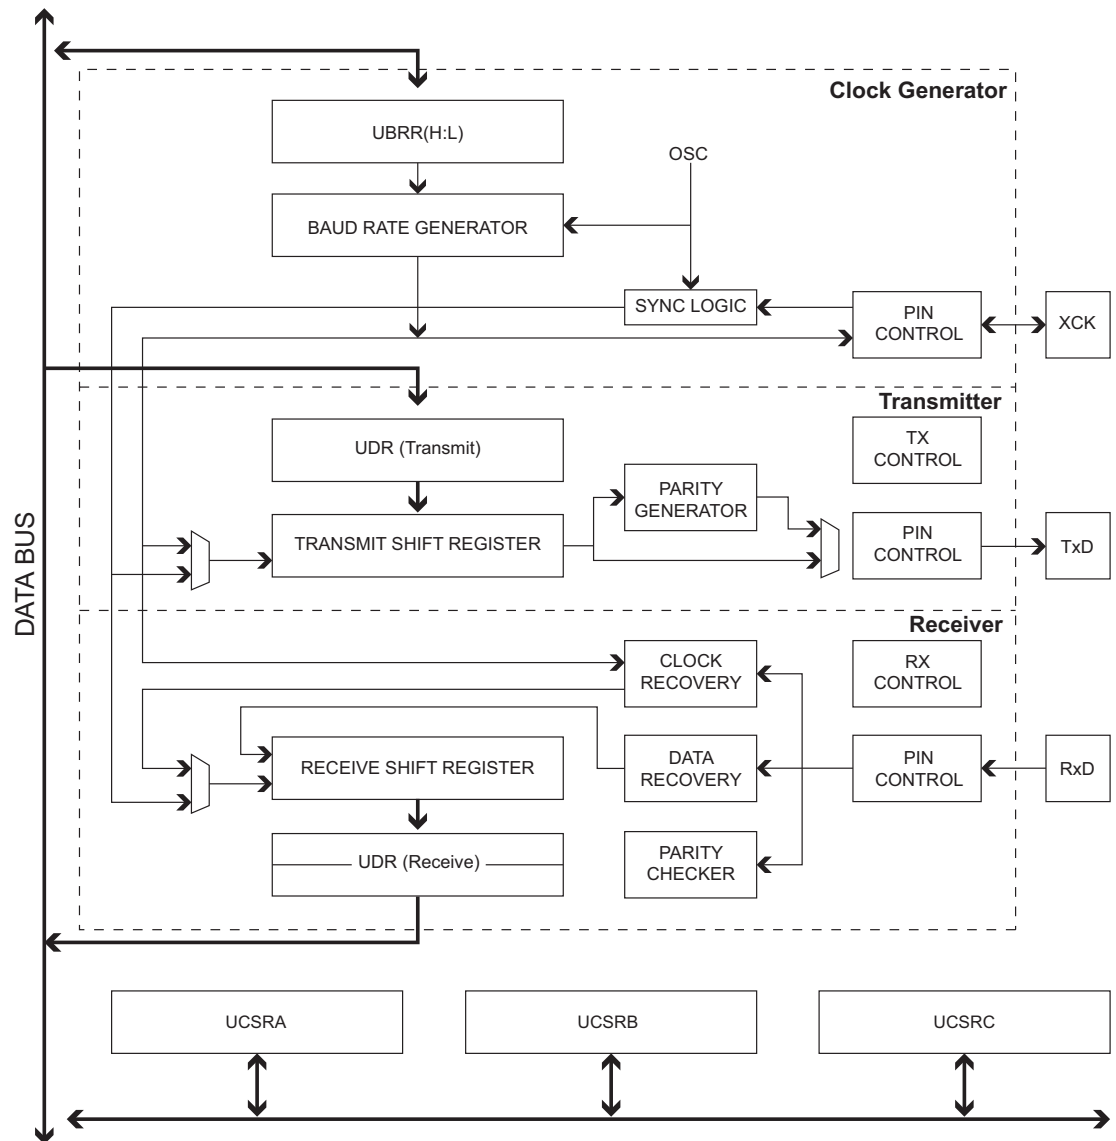 Clock Generator
UBRR(H:L)
OSC
BAUD RATE GENERATOR
SYNC LOGIC
PIN
CONTROL
XCK
Transmitter
TX
CONTROL
UDR (Transmit)
PARITY
GENERATOR
TRANSMIT SHIFT REGISTER
PIN
CONTROL
TxD
DATA BUS
Receiver
CLOCK
RECOVERY
RX
CONTROL
RECEIVE SHIFT REGISTER
DATA
RECOVERY
PIN
CONTROL
RxD
UDR (Receive)
PARITY
CHECKER
UCSRA
UCSRB
UCSRC